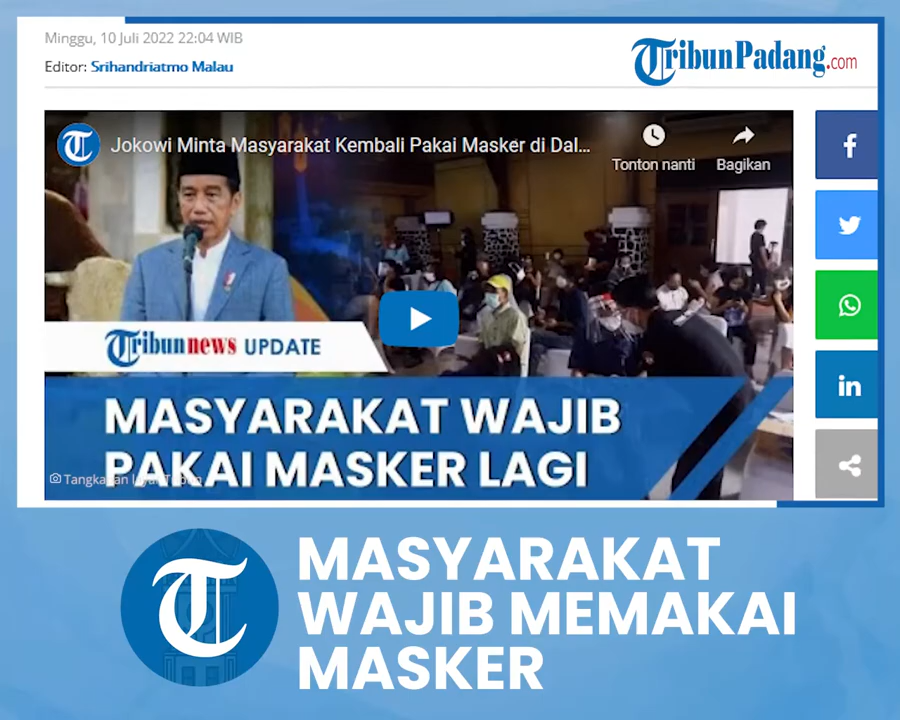 Minggu, 10 Juli 2022 22:04 WIB
Editor: Srihandriatmo Malau
TribunPadang.com
Jokowi Minta Masyarakat Kembali Pakai Masker di Dal...
Tonton nanti
Bagikan
Tribunnews UPDATE
MASYARAKAT WAJIB
PAKAI MASKER LAGI
MASYARAKAT
WAJIB MEMAKAI
MASKER